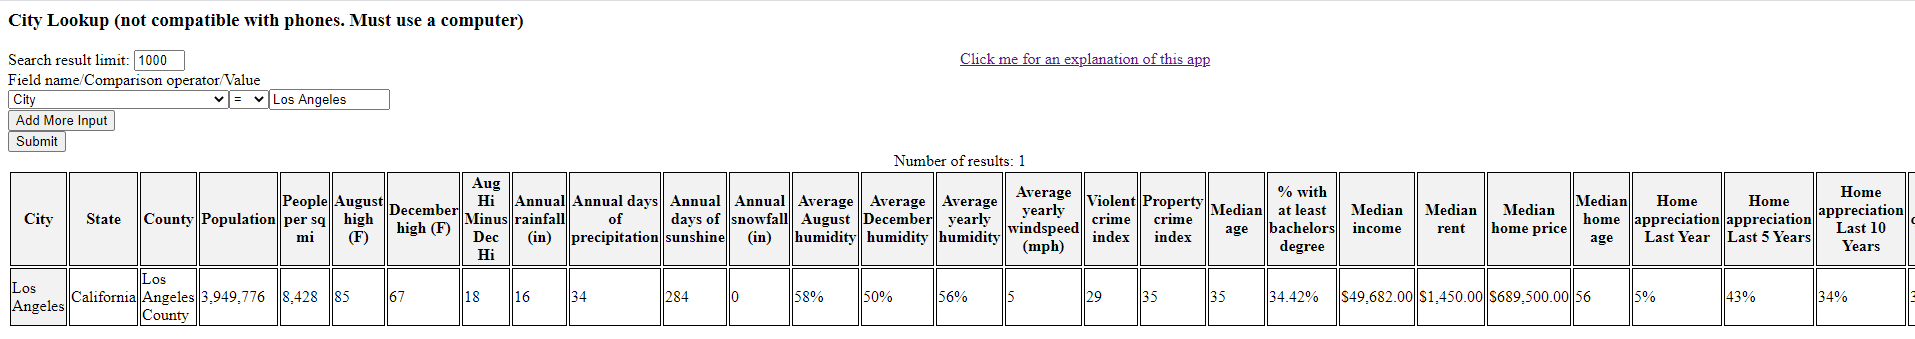 City Lookup (not compatible with phones. Must use a computer)
Search result limit: 1000
Click me for an explanation of this app
Field name/Comparison operator/Value
City = Los Angeles
Add More Input
Submit
Number of results: 1
City State County Population People per sq mi August high (F) December high (F) Aug Hi Minus Dec Hi Annual rainfall (in) Annual days of precipitation Annual days of sunshine Annual snowfall (in) Average August humidity Average December humidity Average yearly humidity Average yearly windspeed (mph) Violent crime index Property crime index Median age % with at least bachelors degree Median income Median rent Median home price Median home age Home appreciation Last Year Home appreciation Last 5 Years Home appreciation Last 10 Years
Los Angeles California Los Angeles County 3,949,776 8,428 85 67 18 16 34 284 0 58% 50% 56% 5 29 35 35 34.42% $49,682.00 $1,450.00 $689,500.00 56 5% 43% 34%